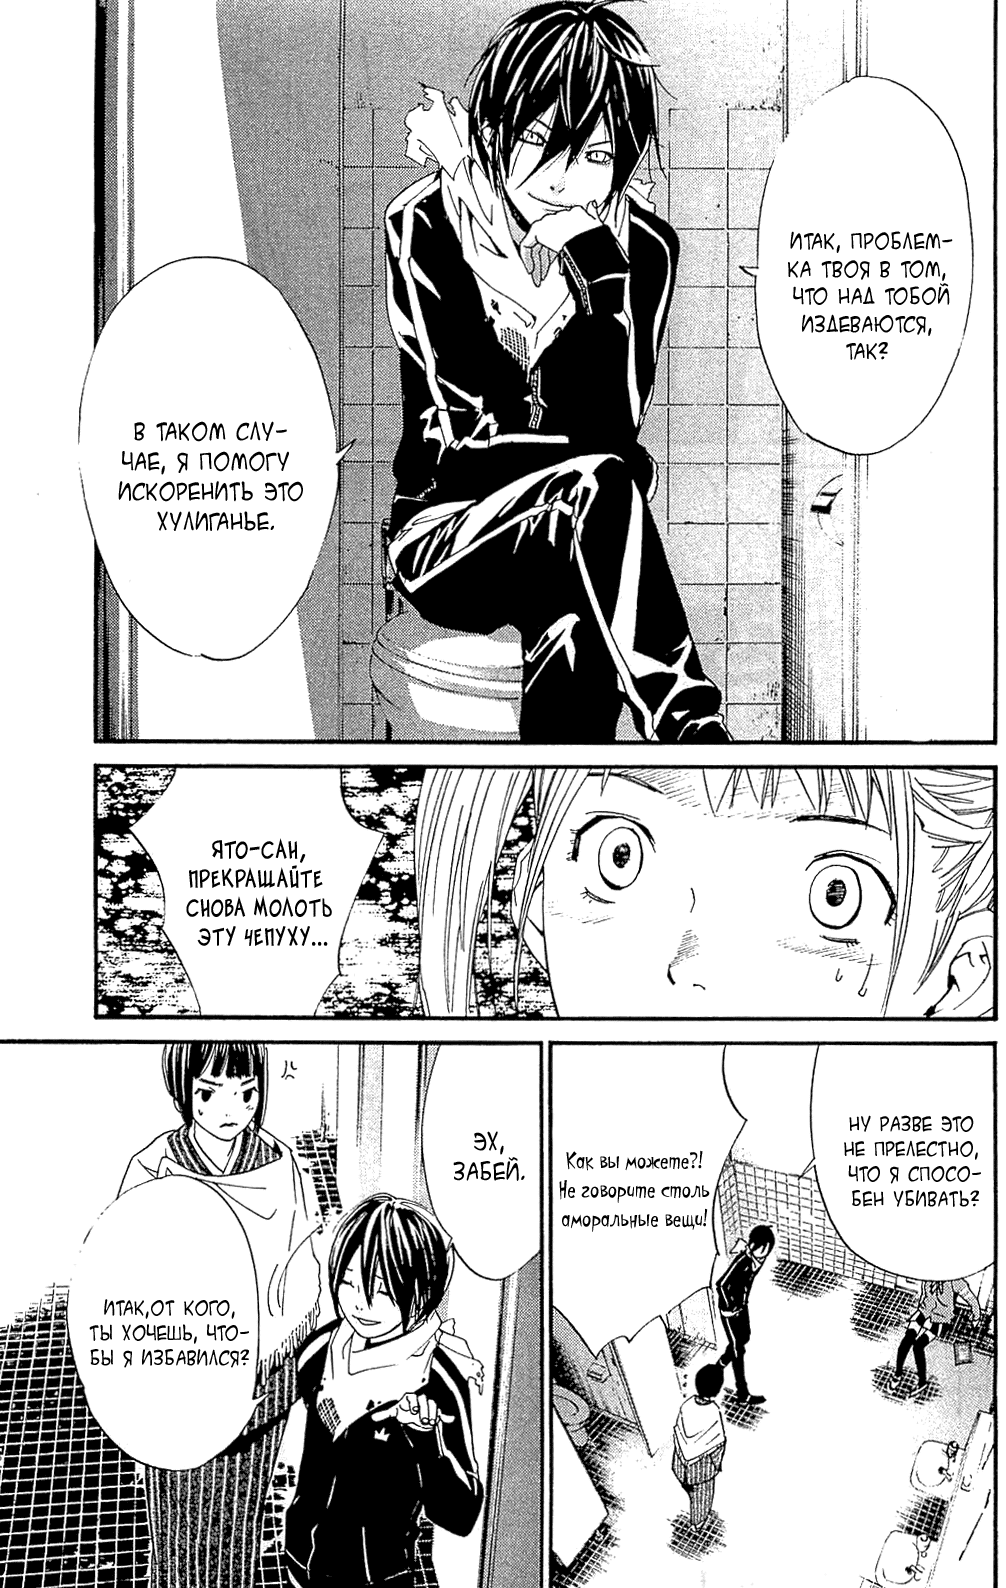 ИТАК, ПРОБЛЕМ-
КА ТВОЯ В ТОМ,
ЧТО НАД ТОБОЙ
ИЗДЕВАЮТСЯ,
ТАК?
В ТАКОМ СЛУ-
ЧАЕ, Я ПОМОГУ
ИСКОРЕНИТЬ ЭТО
ХУЛИГАНЬЕ.
ЯТО-САН,
ПРЕКРАЩАЙТЕ
СНОВА МОЛОТЬ
ЭТУ ЧЕПУХУ...
НУ РАЗВЕ ЭТО
НЕ ПРЕЛЕСТНО,
ЧТО Я СПОСО-
БЕН УБИВАТЬ?
Как вы можете?!
Не говорите столь
аморальные вещи!
ЭХ,
ЗАБЕЙ.
ИТАК,ОТ КОГО,
ТЫ ХОЧЕШЬ, ЧТО-
БЫ Я ИЗБАВИЛСЯ?